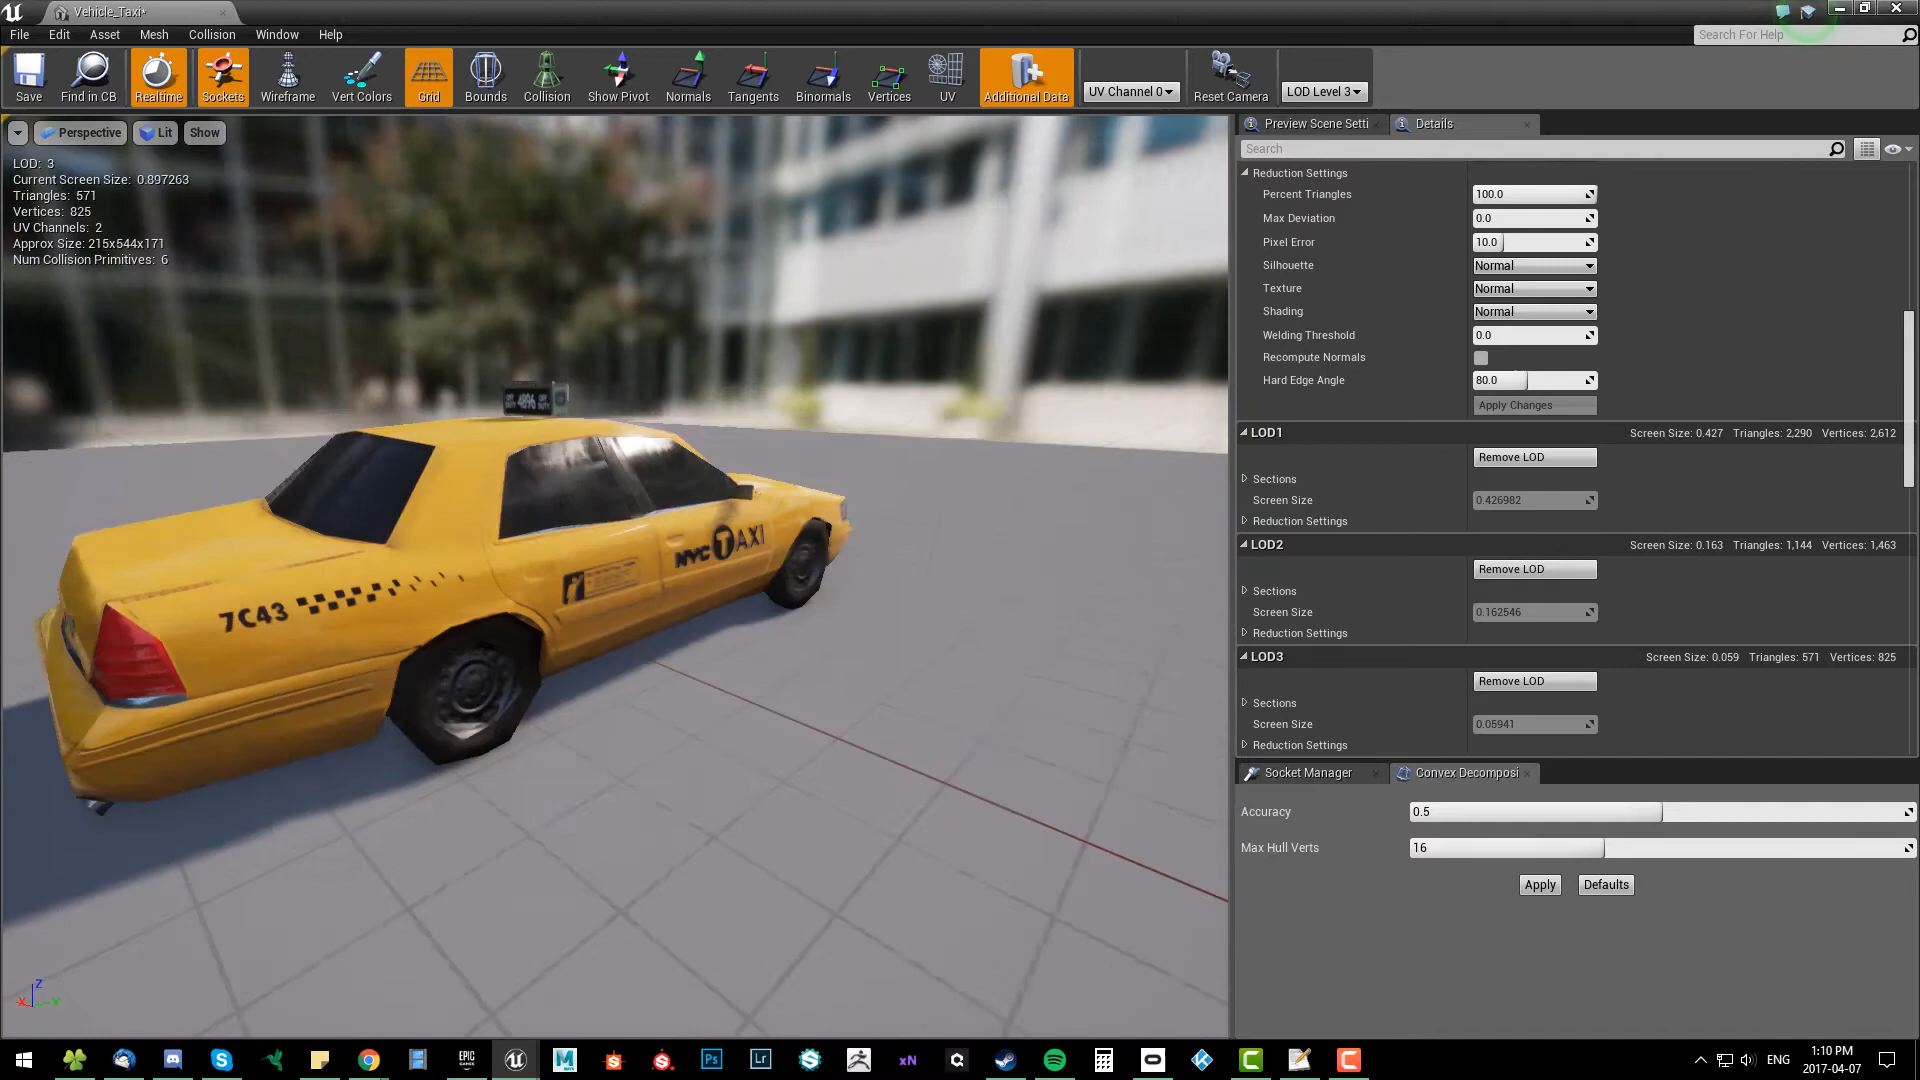 Vehicle_Taxi*
File Edit Asset Mesh Collision Window Help
Search For Help
Save Find in CB Realtime Sockets Wireframe Vert Colors Grid Bounds Collision Show Pivot Normals Tangents Binormals Vertices UV Additional Data UV Channel 0 Reset Camera LOD Level 3
Perspective Lit Show
LOD: 3
Current Screen Size: 0.897263
Triangles: 571
Vertices: 825
UV Channels: 2
Approx Size: 215x544x171
Num Collision Primitives: 6
4896
NYC TAXI
7C43
Z
X Y
Preview Scene Setti Details
Search
Reduction Settings
Percent Triangles 100.0
Max Deviation 0.0
Pixel Error 10.0
Silhouette Normal
Texture Normal
Shading Normal
Welding Threshold 0.0
Recompute Normals
Hard Edge Angle 80.0
Apply Changes
LOD1 Screen Size: 0.427 Triangles: 2,290 Vertices: 2,612
Remove LOD
Sections
Screen Size 0.426982
Reduction Settings
LOD2 Screen Size: 0.163 Triangles: 1,144 Vertices: 1,463
Remove LOD
Sections
Screen Size 0.162546
Reduction Settings
LOD3 Screen Size: 0.059 Triangles: 571 Vertices: 825
Remove LOD
Sections
Screen Size 0.05941
Reduction Settings
Socket Manager Convex Decomposi
Accuracy 0.5
Max Hull Verts 16
Apply Defaults
EPIC GAMES
Ps
Lr
xN
ENG
1:10 PM
2017-04-07